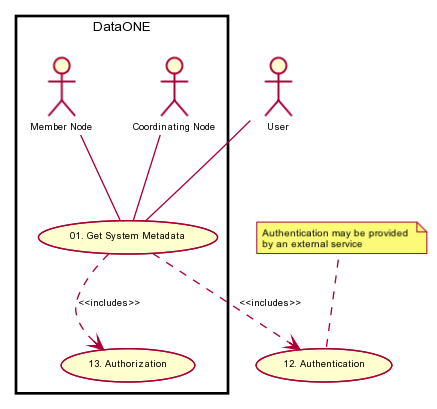 DataONE
Member Node
Coordinating Node
User
01. Get System Metadata
Authentication may be provided
by an external service
<<includes>>
<<includes>>
13. Authorization
12. Authentication